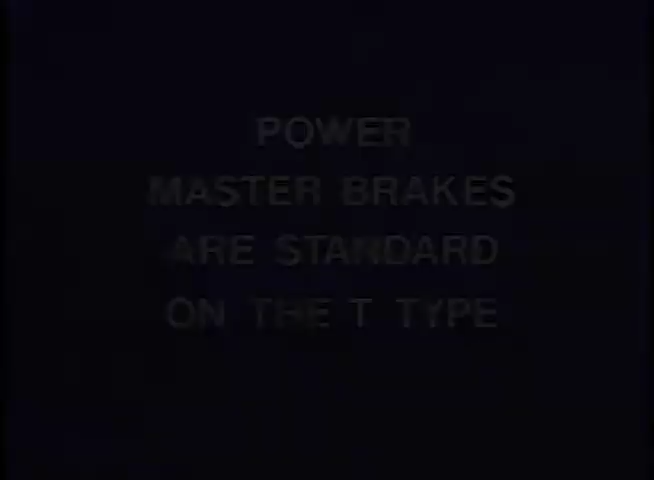 POWER
MASTER BRAKES
ARE STANDARD
ON THE T TYPE